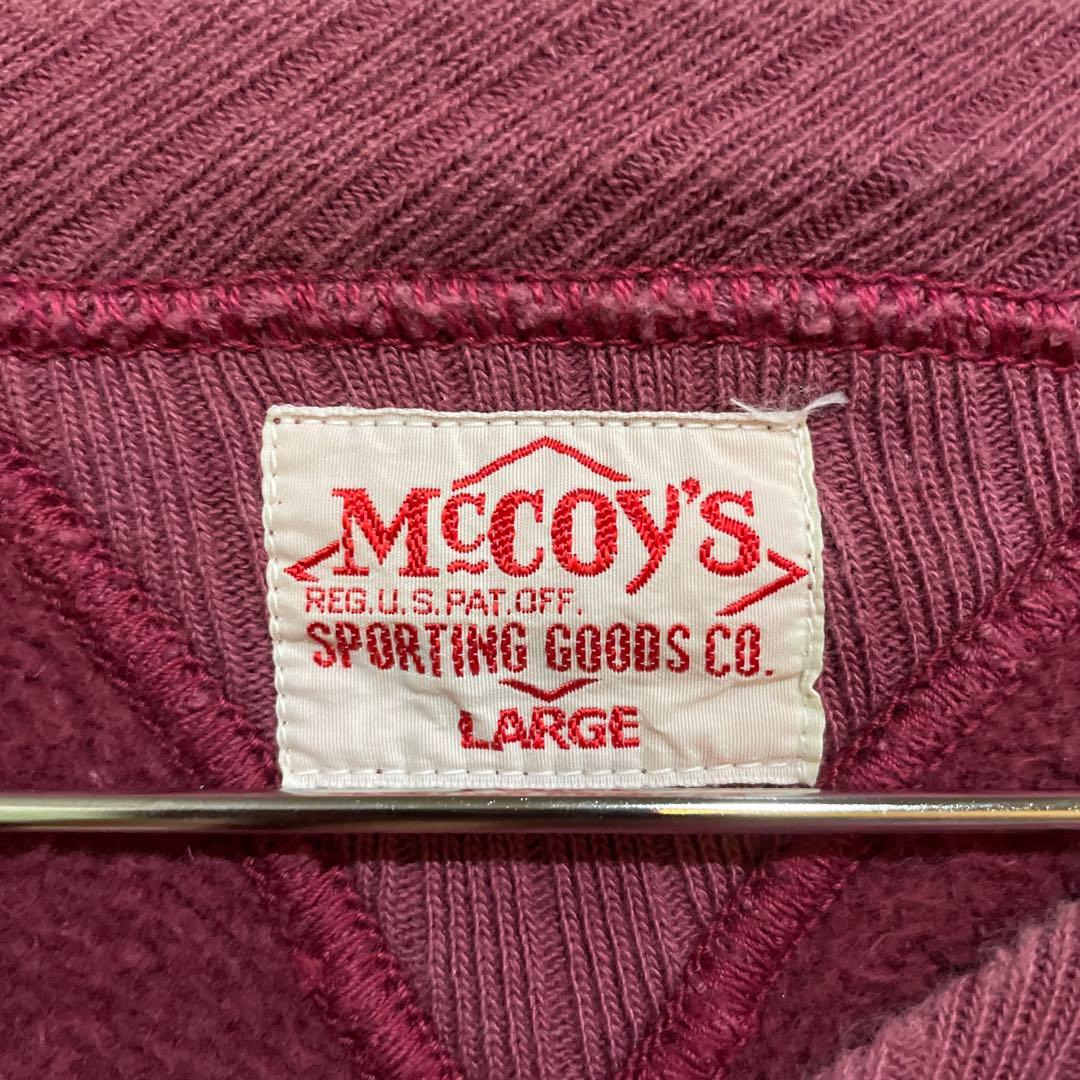 McCOY'S
REG.U.S.PAT.OFF.
SPORTING GOODS CO.
LARGE